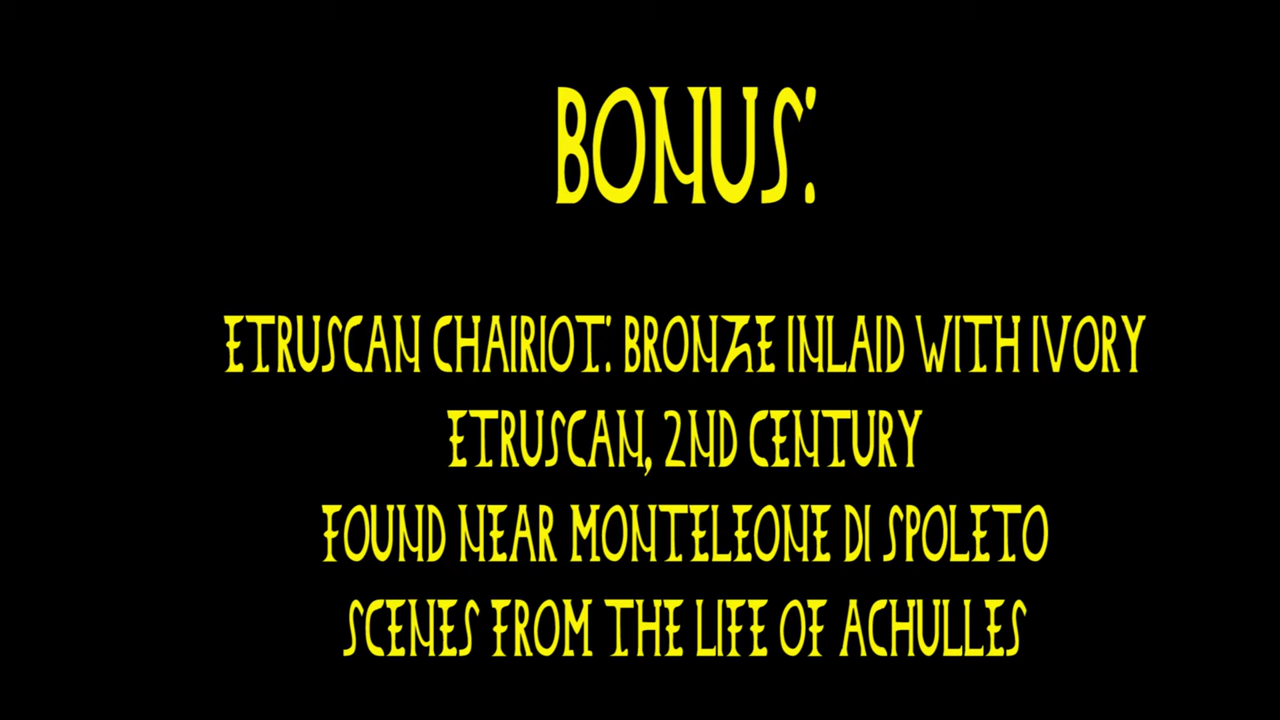 BONUS:
ETRUSCAN CHAIRIOT: BRONZE INLAID WITH IVORY
ETRUSCAN, 2ND CENTURY
FOUND NEAR MONTELEONE DI SPOLETO
SCENES FROM THE LIFE OF ACHULLES